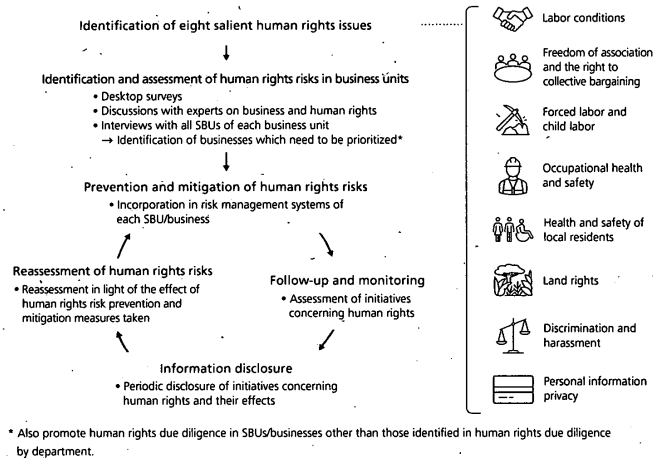 Identification of eight salient human rights issues
Identification and assessment of human rights risks in business units
• Desktop surveys
• Discussions with experts on business and human rights
• Interviews with all SBUs of each business unit
→ Identification of businesses which need to be prioritized*
Prevention and mitigation of human rights risks
• Incorporation in risk management systems of
each SBU/business
Follow-up and monitoring
• Assessment of initiatives
concerning human rights
Information disclosure
• Periodic disclosure of initiatives concerning
human rights and their effects
Reassessment of human rights risks
• Reassessment in light of the effect of
human rights risk prevention and
mitigation measures taken
Labor conditions
Freedom of association
and the right to
collective bargaining
Forced labor and
child labor
Occupational health
and safety
Health and safety of
local residents
Land rights
Discrimination and
harassment
Personal information
privacy
* Also promote human rights due diligence in SBUs/businesses other than those identified in human rights due diligence
by department.